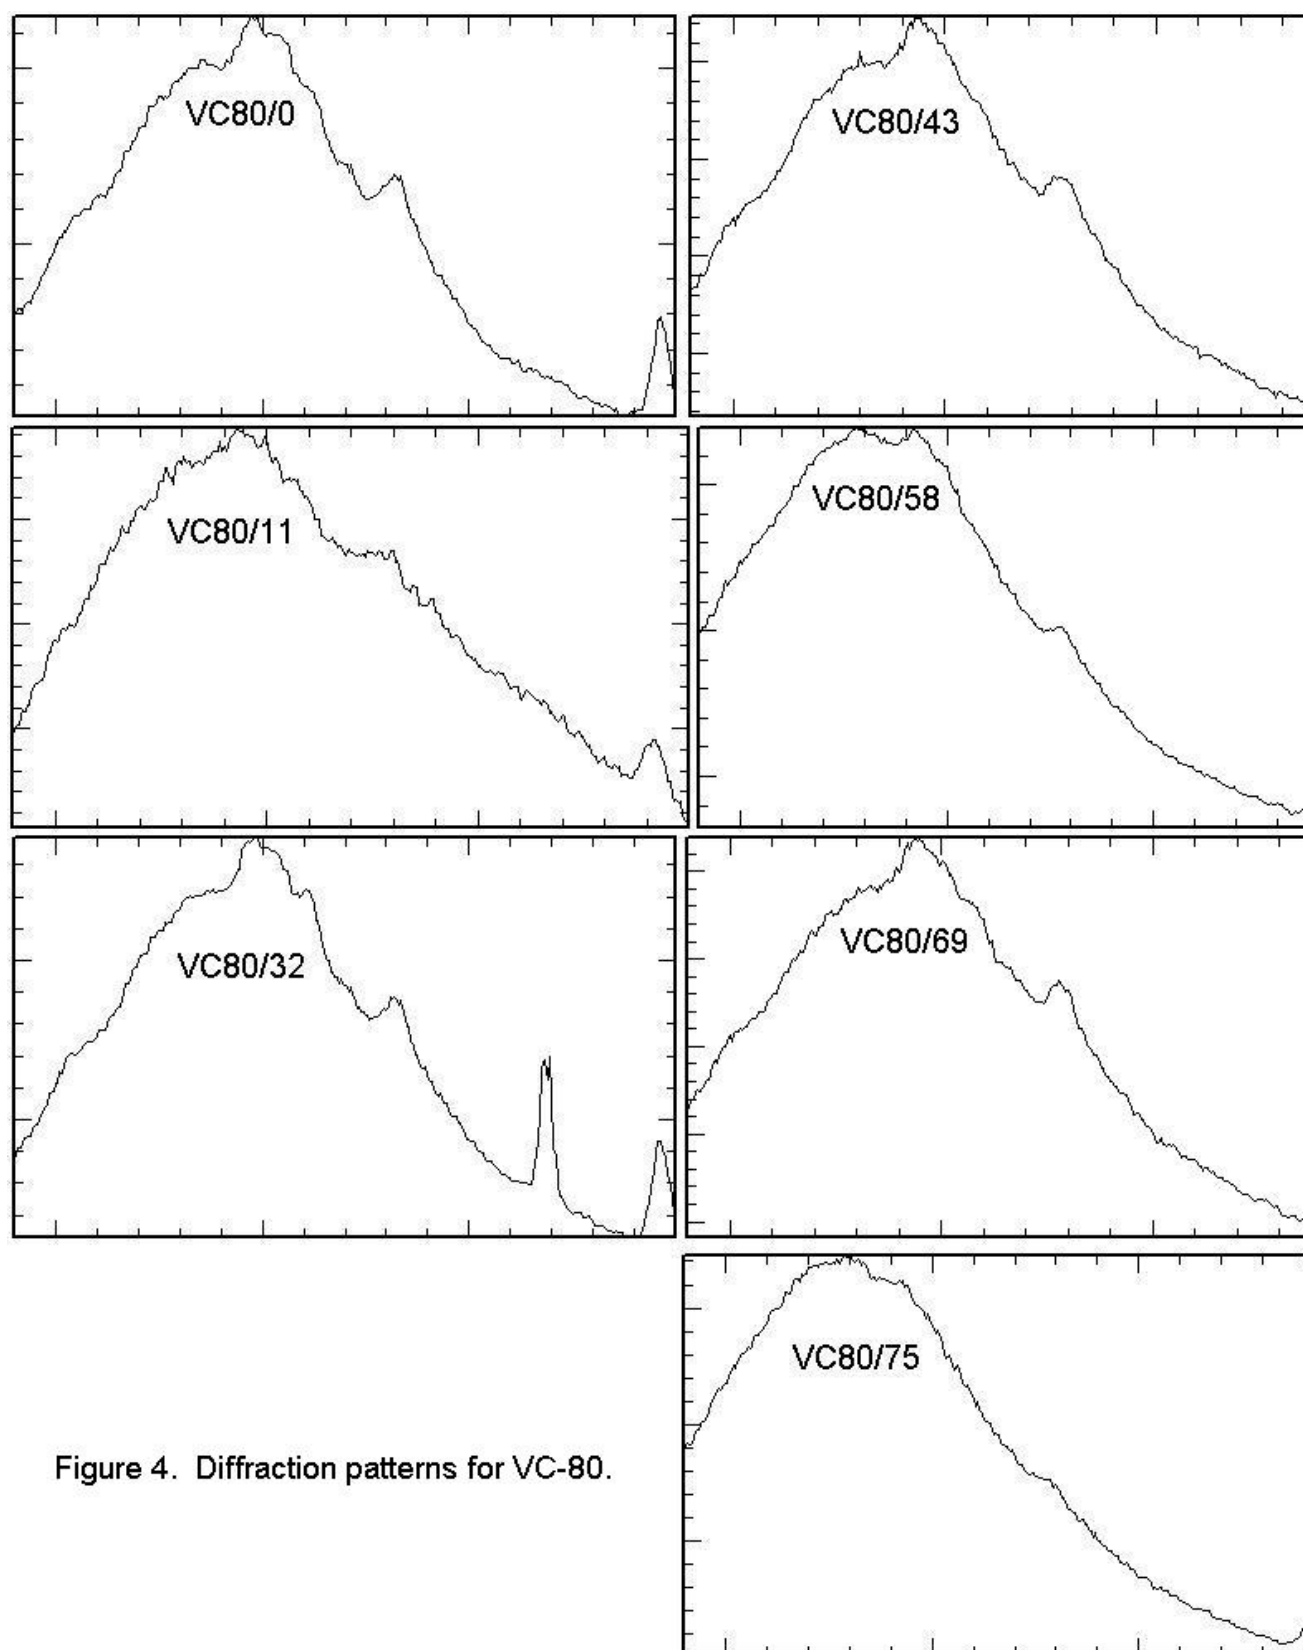 VC80/0
VC80/43
VC80/11
VC80/58
VC80/32
VC80/69
VC80/75
Figure 4. Diffraction patterns for VC-80.